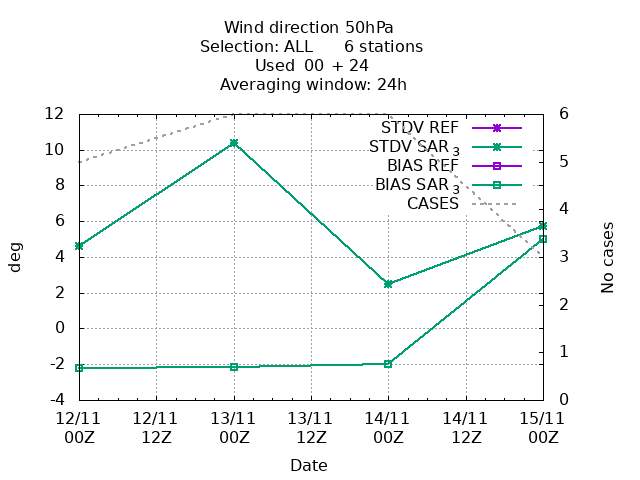 Wind direction 50hPa
Selection: ALL      6 stations
Used  00 + 24
Averaging window: 24h
12 6
STDV REF
10 STDV SAR 3
5
BIAS REF
8 BIAS SAR 3
CASES
6 4
deg
4 3
No cases
2 2
0
1
-2
-4 0
12/11 12/11 13/11 13/11 14/11 14/11 15/11
00Z 12Z 00Z 12Z 00Z 12Z 00Z
Date